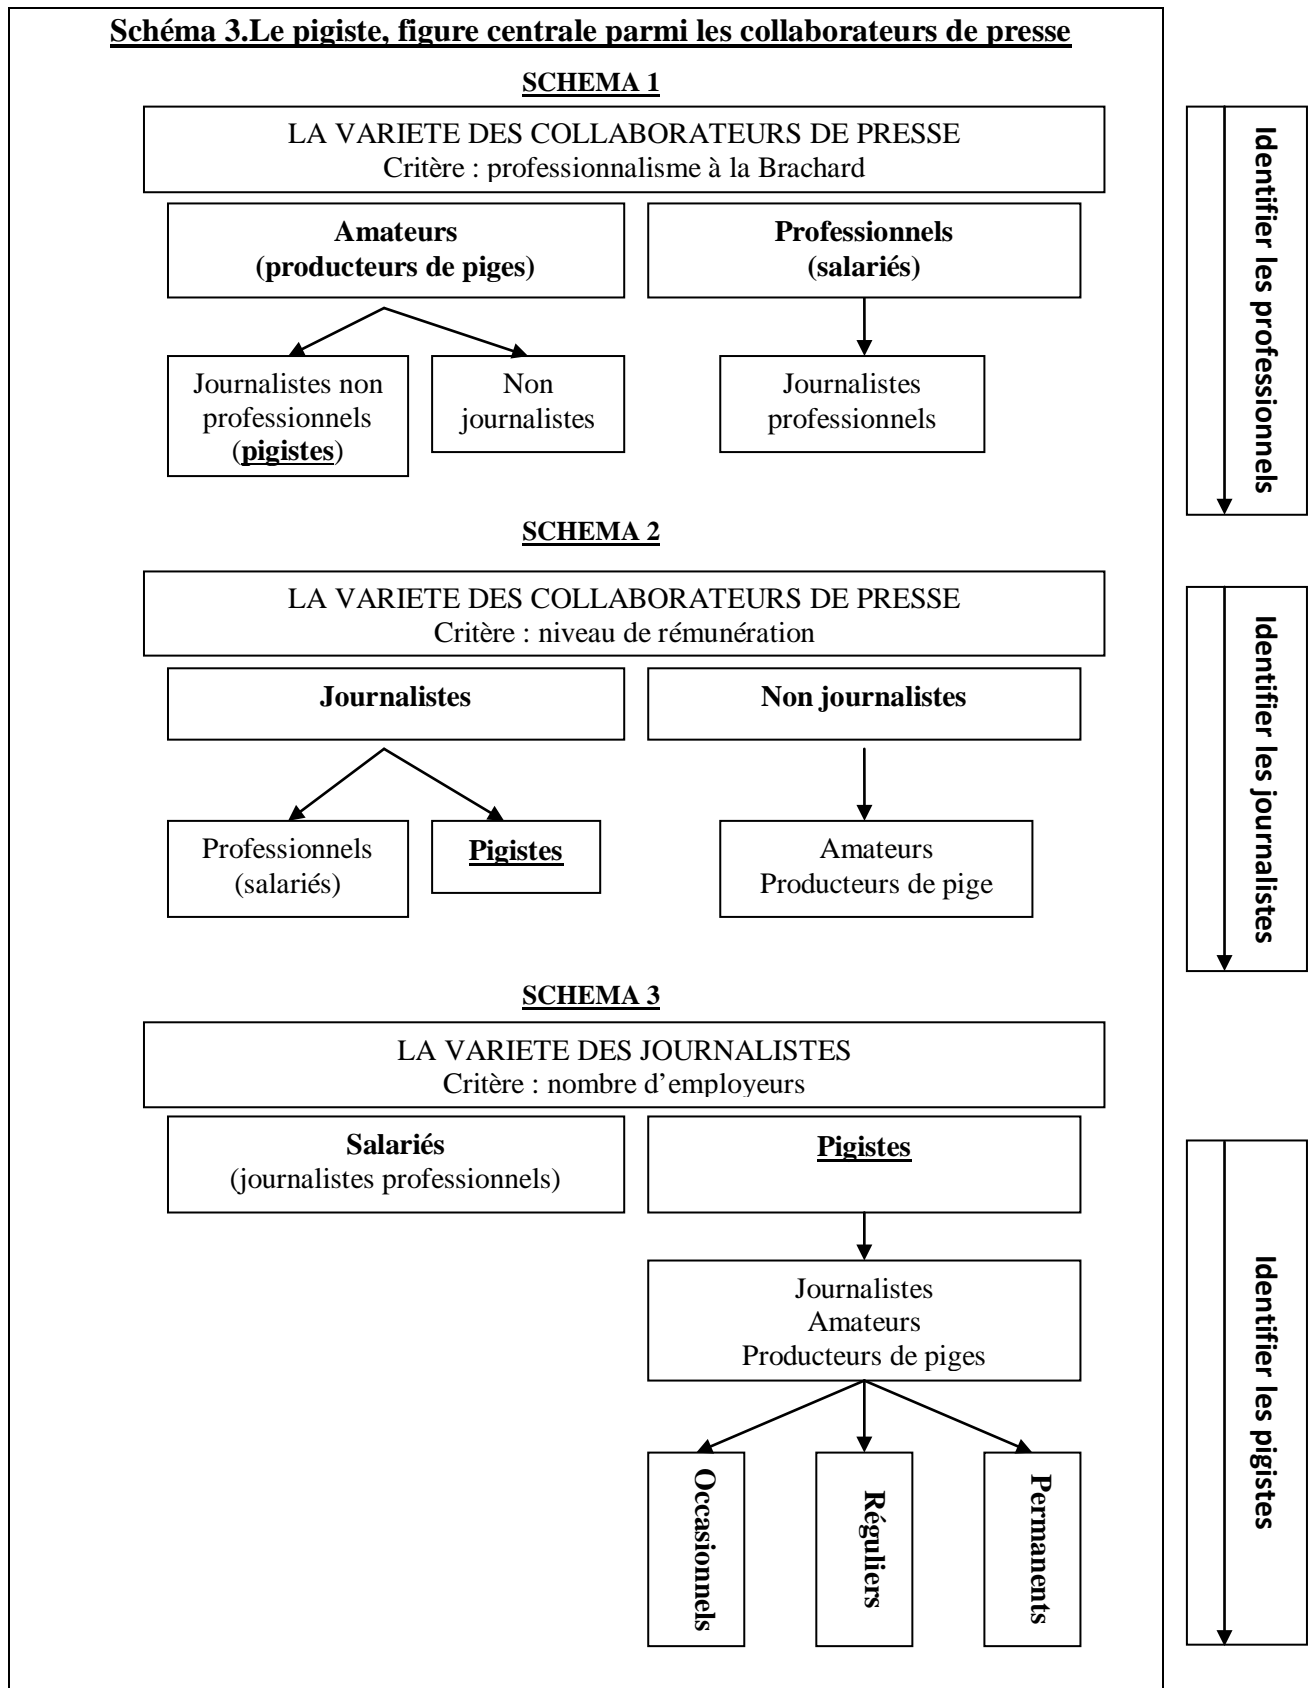 Schéma 3.Le pigiste, figure centrale parmi les collaborateurs de presse
SCHEMA 1
LA VARIETE DES COLLABORATEURS DE PRESSE
Critère : professionnalisme à la Brachard
Amateurs
(producteurs de piges)
Professionnels
(salariés)
Journalistes non
professionnels
(pigistes)
Non
journalistes
Journalistes
professionnels
Identifier les professionnels
SCHEMA 2
LA VARIETE DES COLLABORATEURS DE PRESSE
Critère : niveau de rémunération
Journalistes
Non journalistes
Professionnels
(salariés)
Pigistes
Amateurs
Producteurs de pige
Identifier les journalistes
SCHEMA 3
LA VARIETE DES JOURNALISTES
Critère : nombre d’employeurs
Salariés
(journalistes professionnels)
Pigistes
Journalistes
Amateurs
Producteurs de piges
Occasionnels
Réguliers
Permanents
Identifier les pigistes